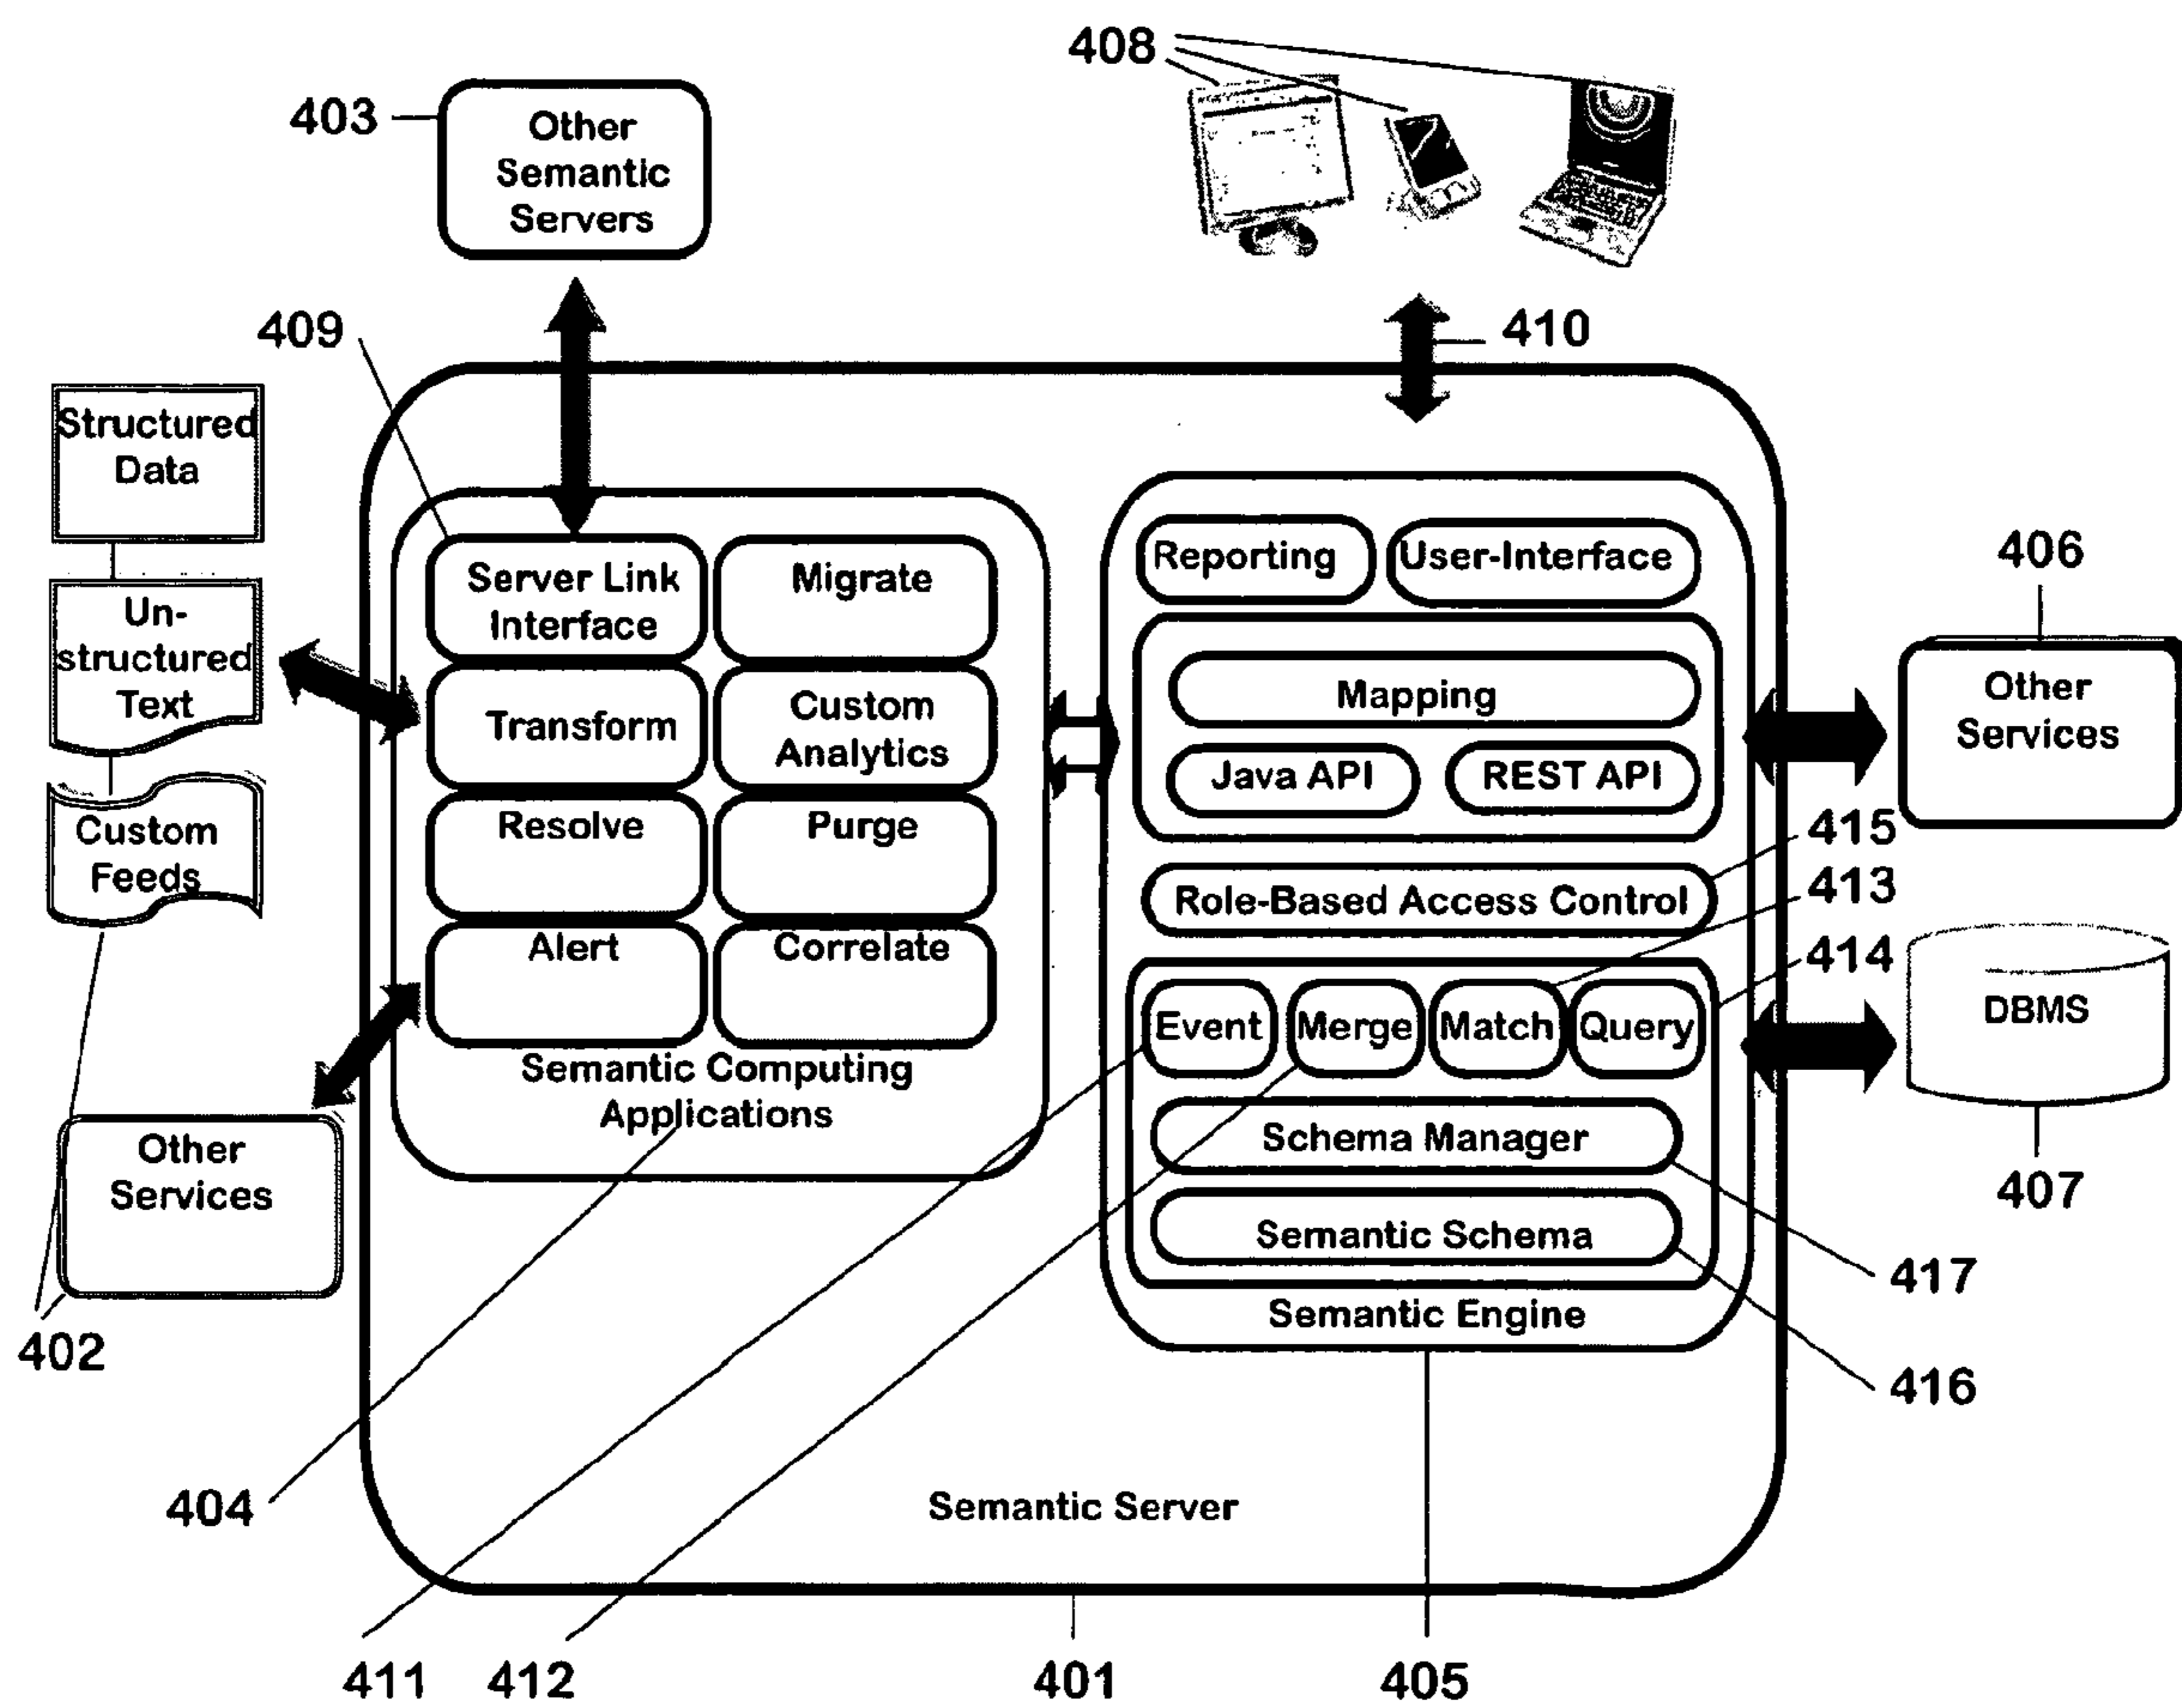 408
403
Other
Semantic
Servers
409
410
Structured
Data
Un-
structured
Text
Custom
Feeds
Other
Services
402
Server Link
Interface
Migrate
Transform
Custom
Analytics
Resolve
Purge
Alert
Correlate
Semantic Computing
Applications
Reporting
User-Interface
Mapping
Java API
REST API
Role-Based Access Control
Event
Merge
Match
Query
Schema Manager
Semantic Schema
Semantic Engine
406
Other
Services
415
413
414
DBMS
407
417
416
404
Semantic Server
411
412
401
405